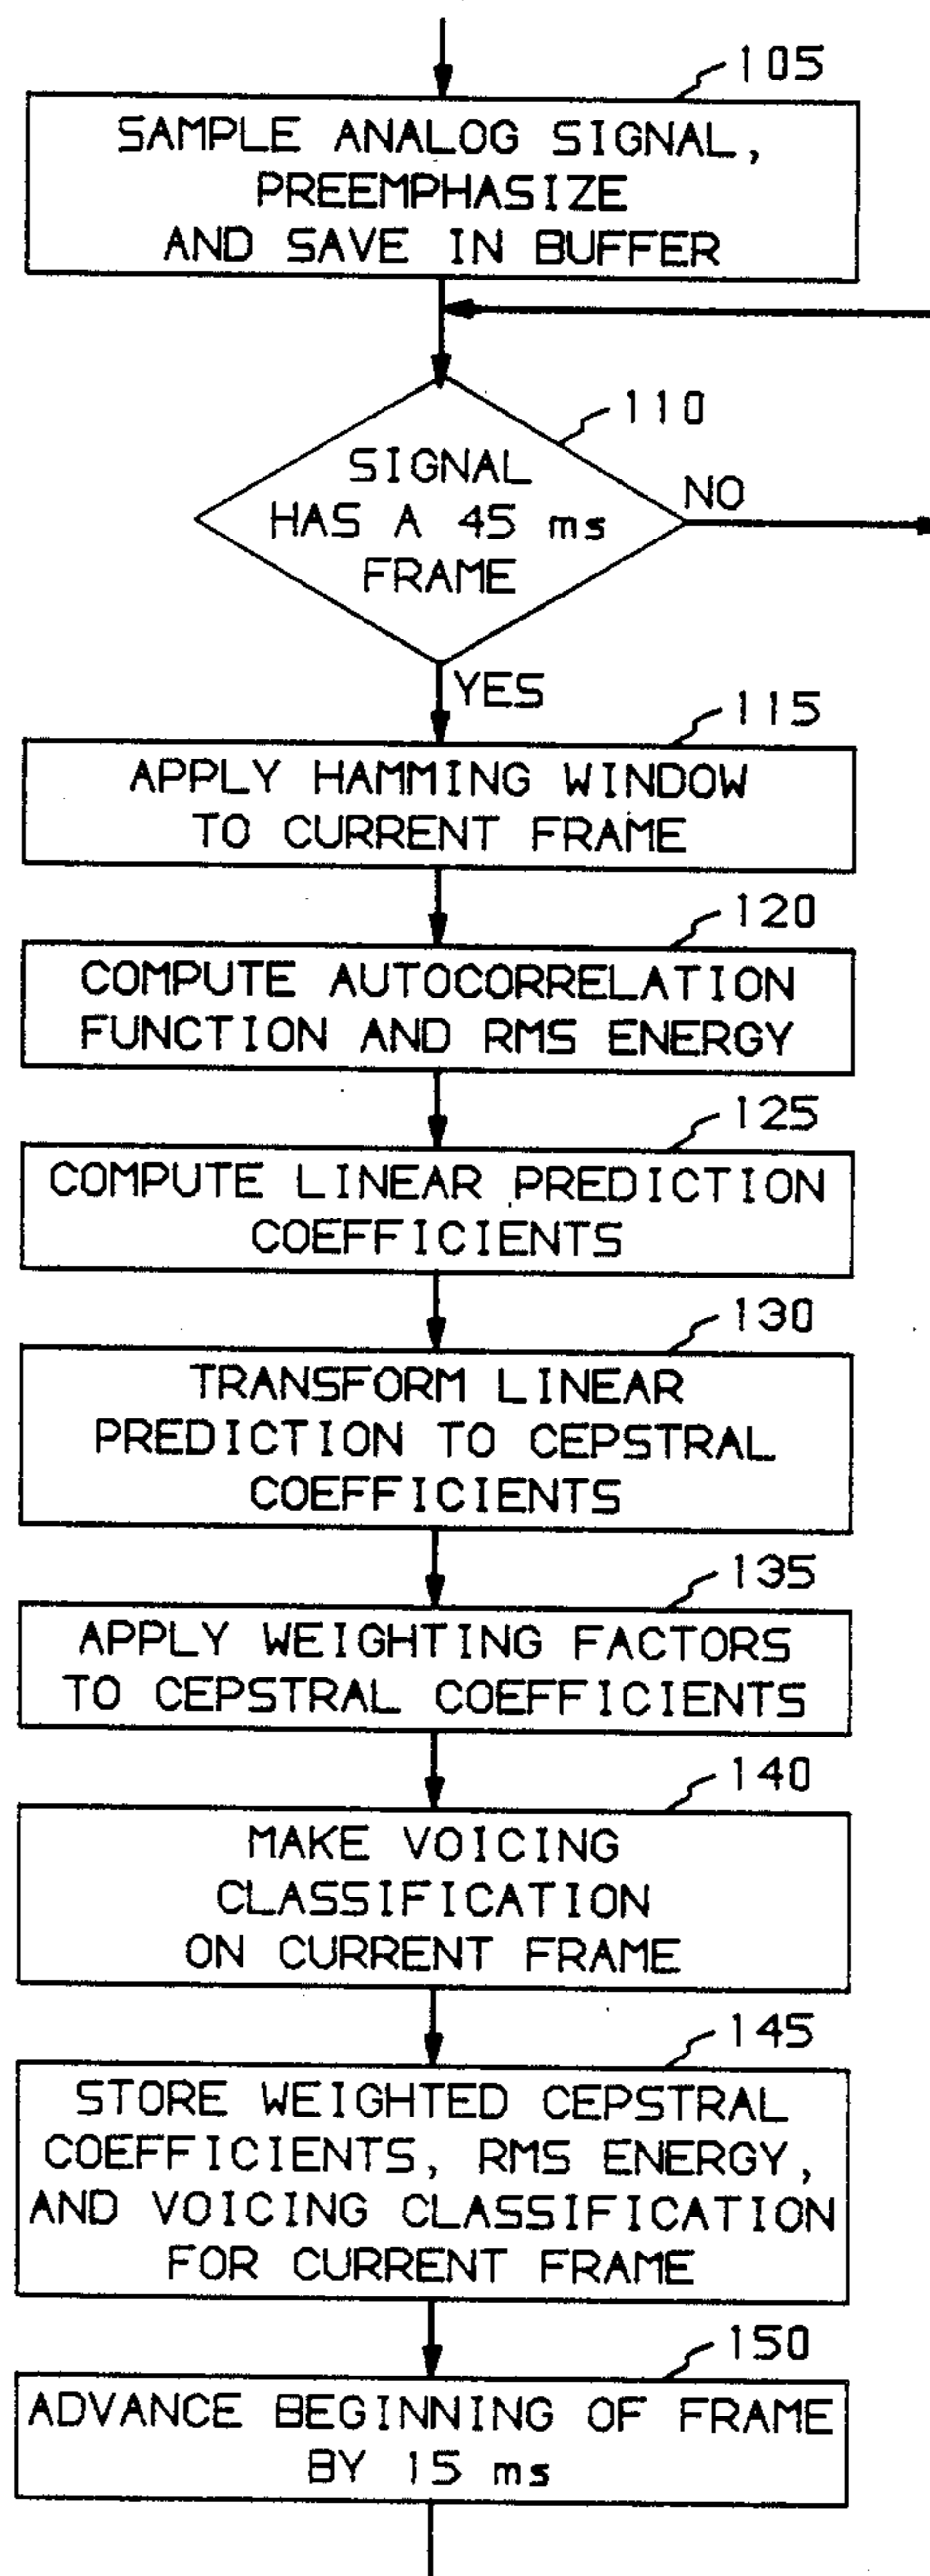 105
SAMPLE ANALOG SIGNAL,
PREEMPHASIZE
AND SAVE IN BUFFER
110
SIGNAL
HAS A 45 ms
FRAME
NO
YES
115
APPLY HAMMING WINDOW
TO CURRENT FRAME
120
COMPUTE AUTOCORRELATION
FUNCTION AND RMS ENERGY
125
COMPUTE LINEAR PREDICTION
COEFFICIENTS
130
TRANSFORM LINEAR
PREDICTION TO CEPSTRAL
COEFFICIENTS
135
APPLY WEIGHTING FACTORS
TO CEPSTRAL COEFFICIENTS
140
MAKE VOICING
CLASSIFICATION
ON CURRENT FRAME
145
STORE WEIGHTED CEPSTRAL
COEFFICIENTS, RMS ENERGY,
AND VOICING CLASSIFICATION
FOR CURRENT FRAME
150
ADVANCE BEGINNING OF FRAME
BY 15 ms